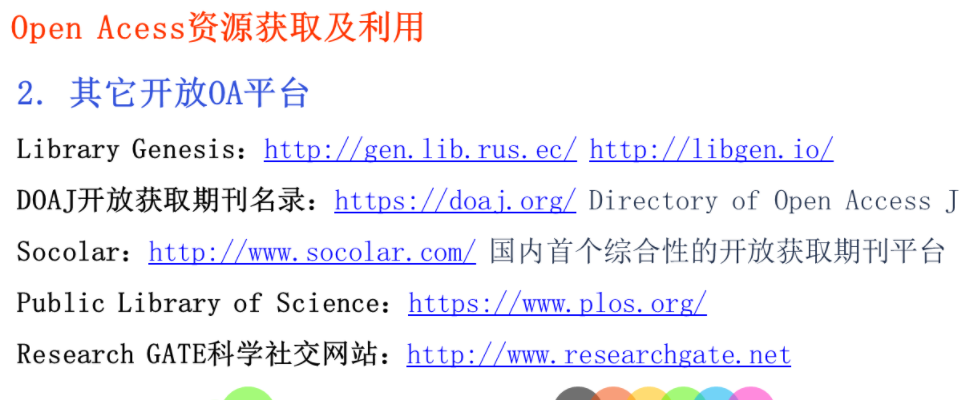 Open Acess资源获取及利用
2. 其它开放OA平台
Library Genesis：http://gen.lib.rus.ec/ http://libgen.io/
DOAJ开放获取期刊名录：https://doaj.org/ Directory of Open Access J
Socolar：http://www.socolar.com/ 国内首个综合性的开放获取期刊平台
Public Library of Science：https://www.plos.org/
Research GATE科学社交网站：http://www.researchgate.net